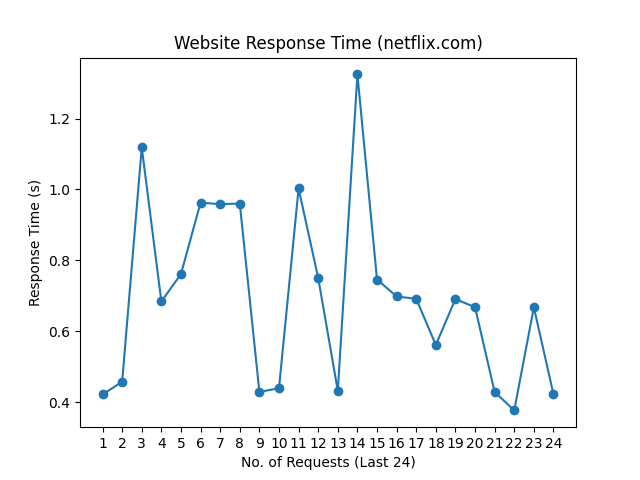 Website Response Time (netflix.com)
Response Time (s)
1.2
1.0
0.8
0.6
0.4
1 2 3 4 5 6 7 8 9 10 11 12 13 14 15 16 17 18 19 20 21 22 23 24
No. of Requests (Last 24)